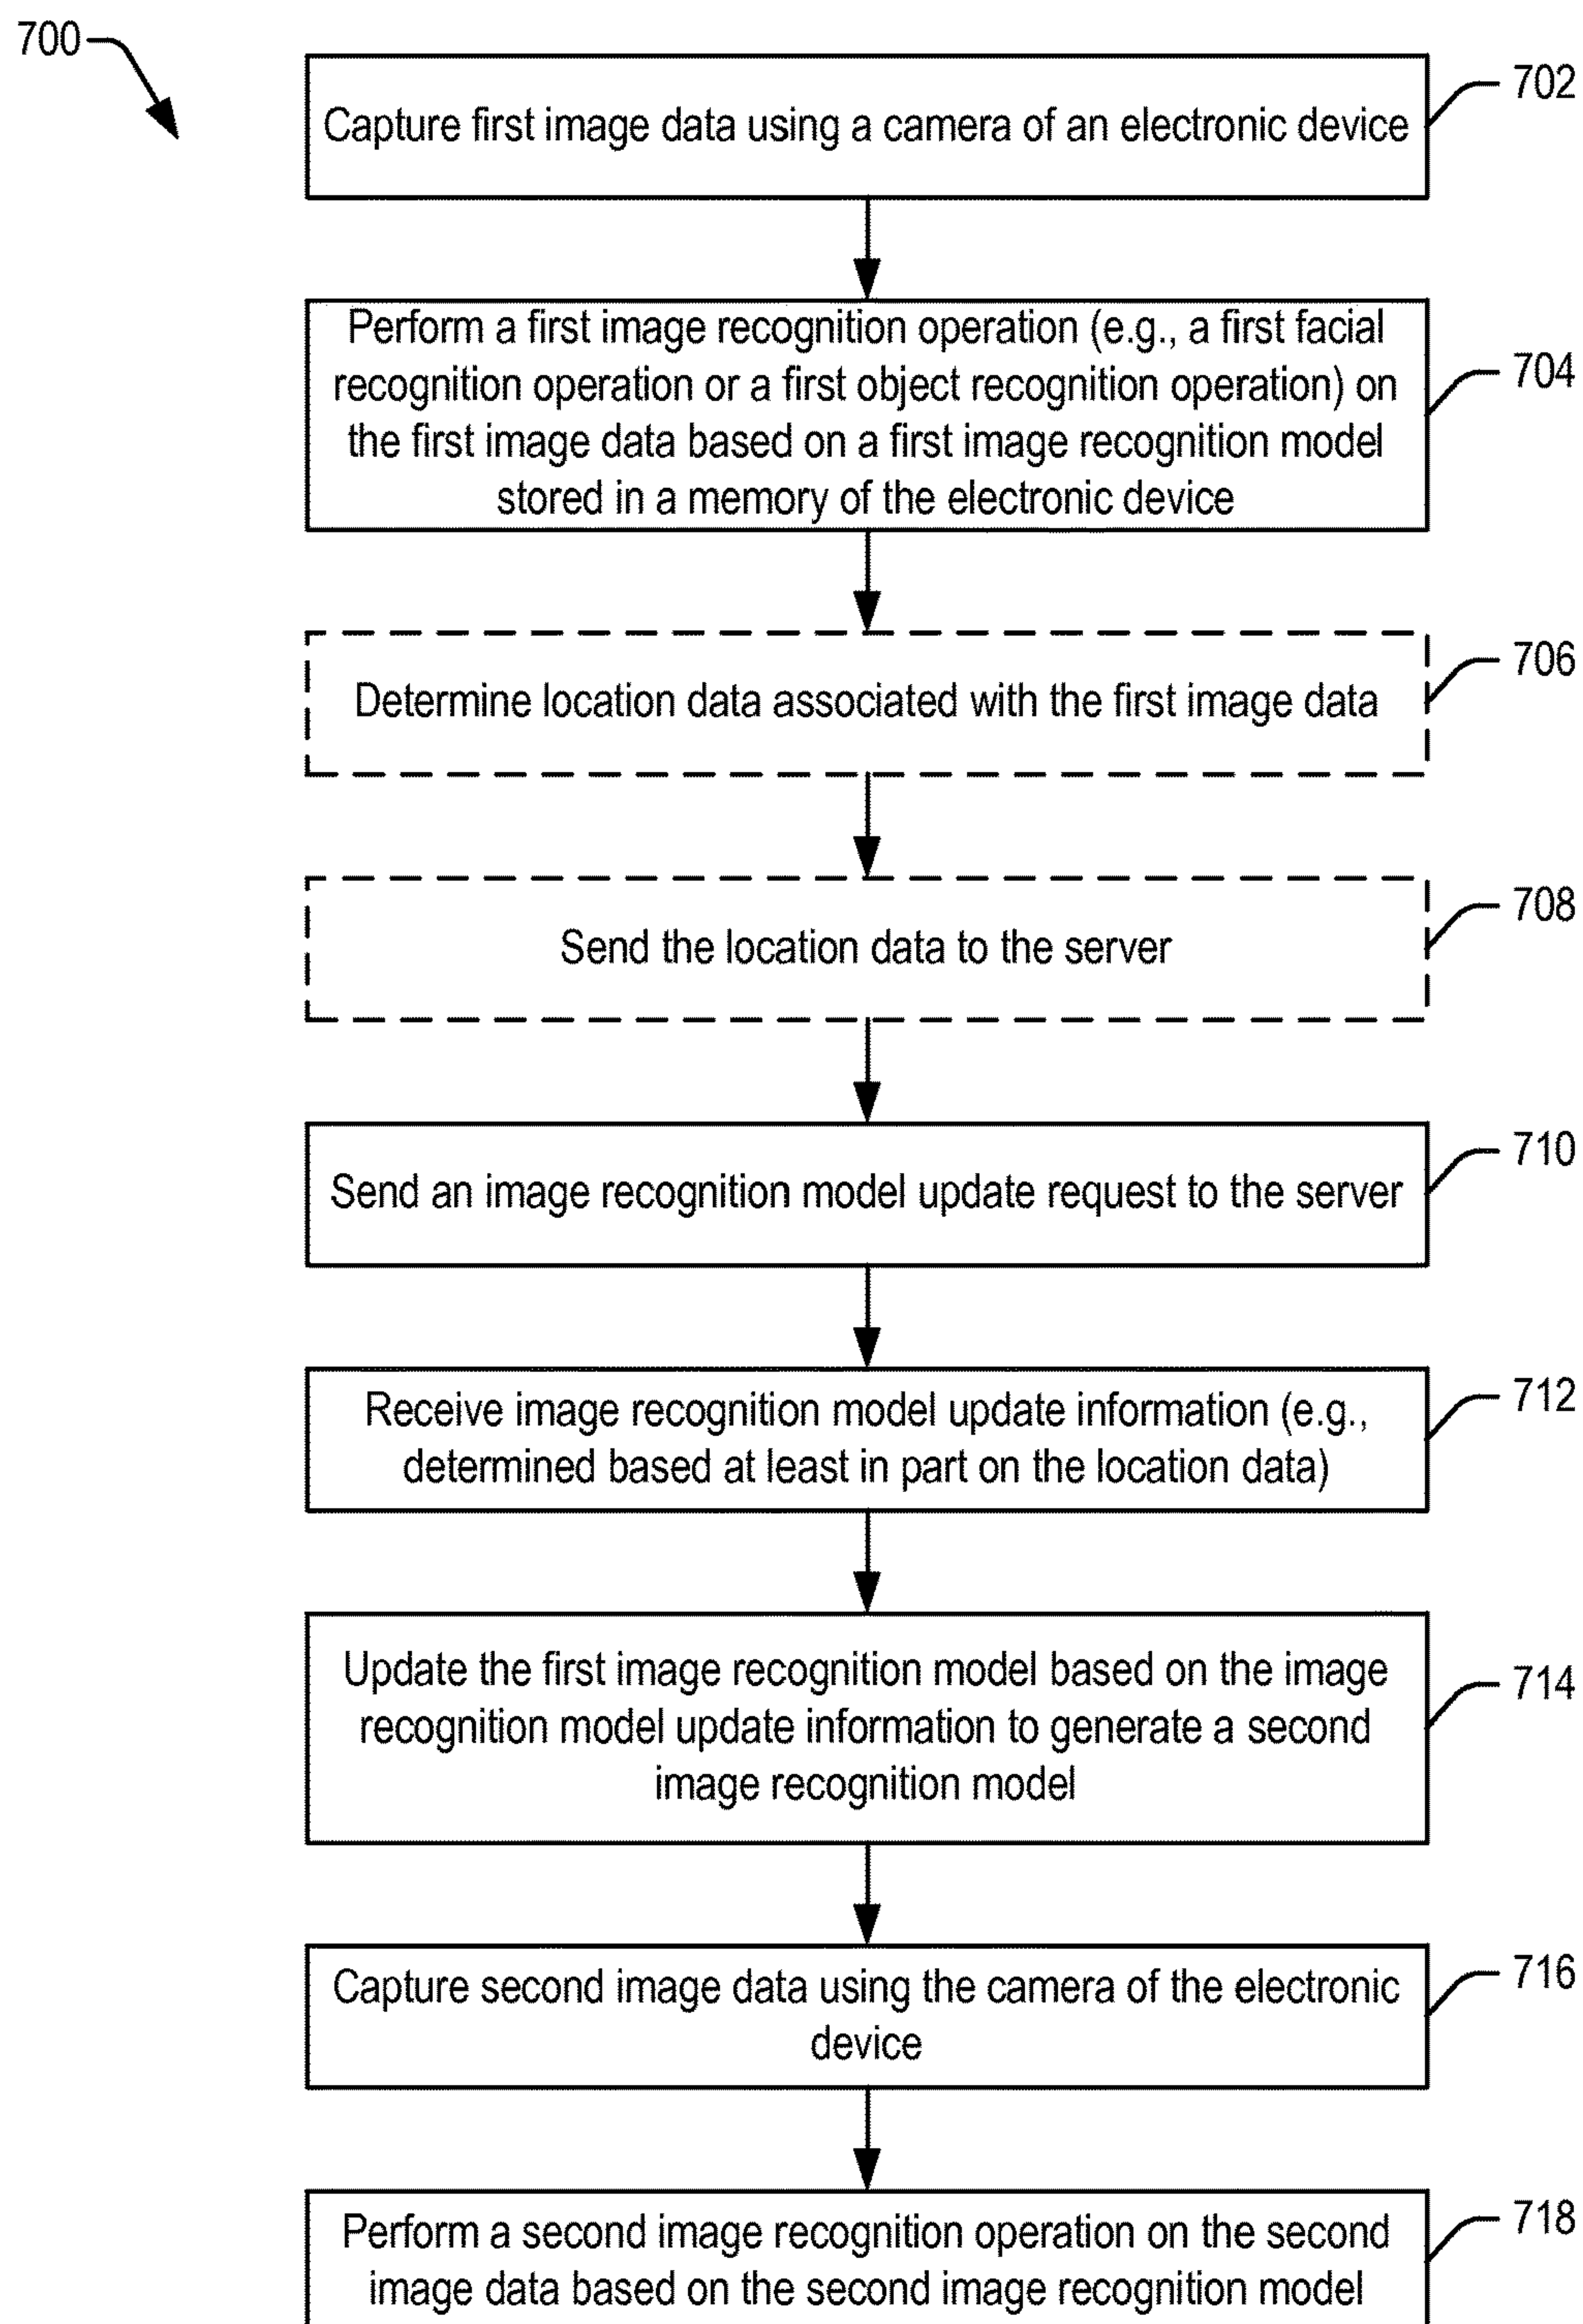 700
702
Capture first image data using a camera of an electronic device
Perform a first image recognition operation (e.g., a first facial
recognition operation or a first object recognition operation) on
the first image data based on a first image recognition model
stored in a memory of the electronic device
704
706
Determine location data associated with the first image data
708
Send the location data to the server
710
Send an image recognition model update request to the server
712
Receive image recognition model update information (e.g.,
determined based at least in part on the location data)
Update the first image recognition model based on the image
recognition model update information to generate a second
image recognition model
714
716
Capture second image data using the camera of the electronic
device
718
Perform a second image recognition operation on the second
image data based on the second image recognition model